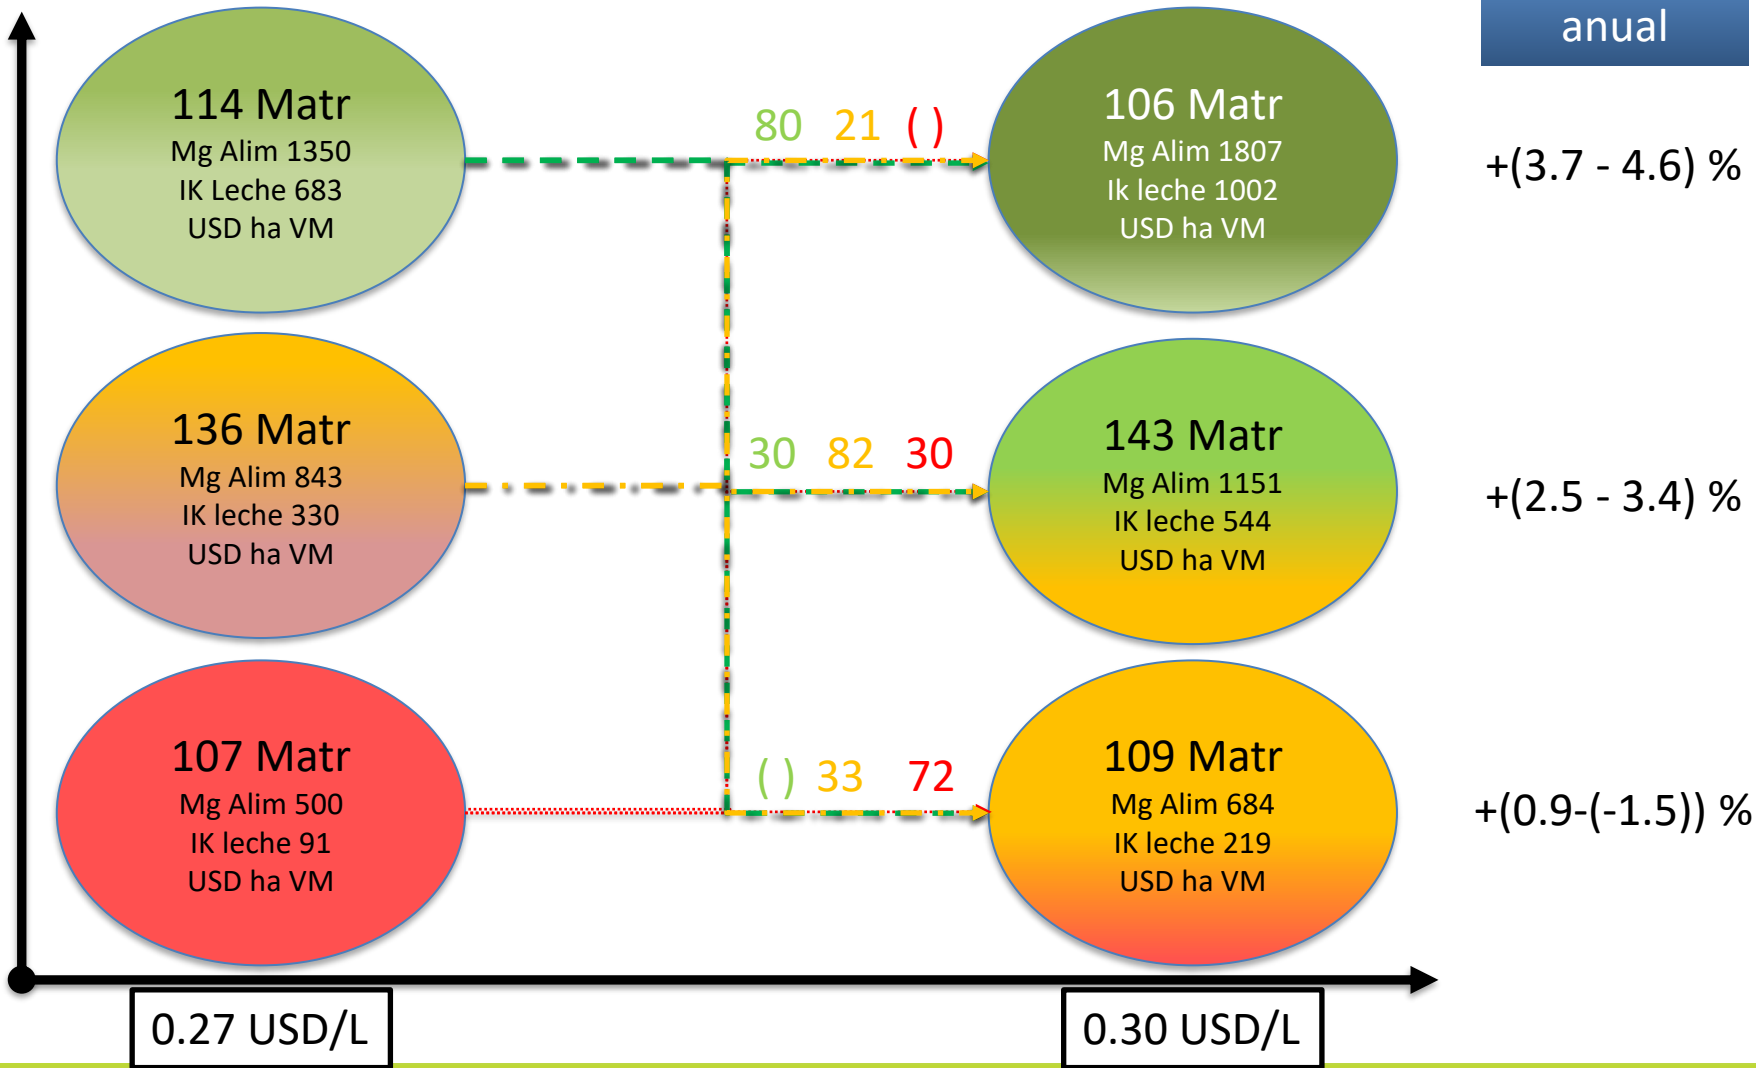 anual
114 Matr
Mg Alim 1350
IK Leche 683
USD ha VM
80 21 ( )
106 Matr
Mg Alim 1807
Ik leche 1002
USD ha VM
+(3.7 - 4.6) %
136 Matr
Mg Alim 843
IK leche 330
USD ha VM
30 82 30
143 Matr
Mg Alim 1151
IK leche 544
USD ha VM
+(2.5 - 3.4) %
107 Matr
Mg Alim 500
IK leche 91
USD ha VM
( ) 33 72
109 Matr
Mg Alim 684
IK leche 219
USD ha VM
+(0.9-(-1.5)) %
0.27 USD/L
0.30 USD/L